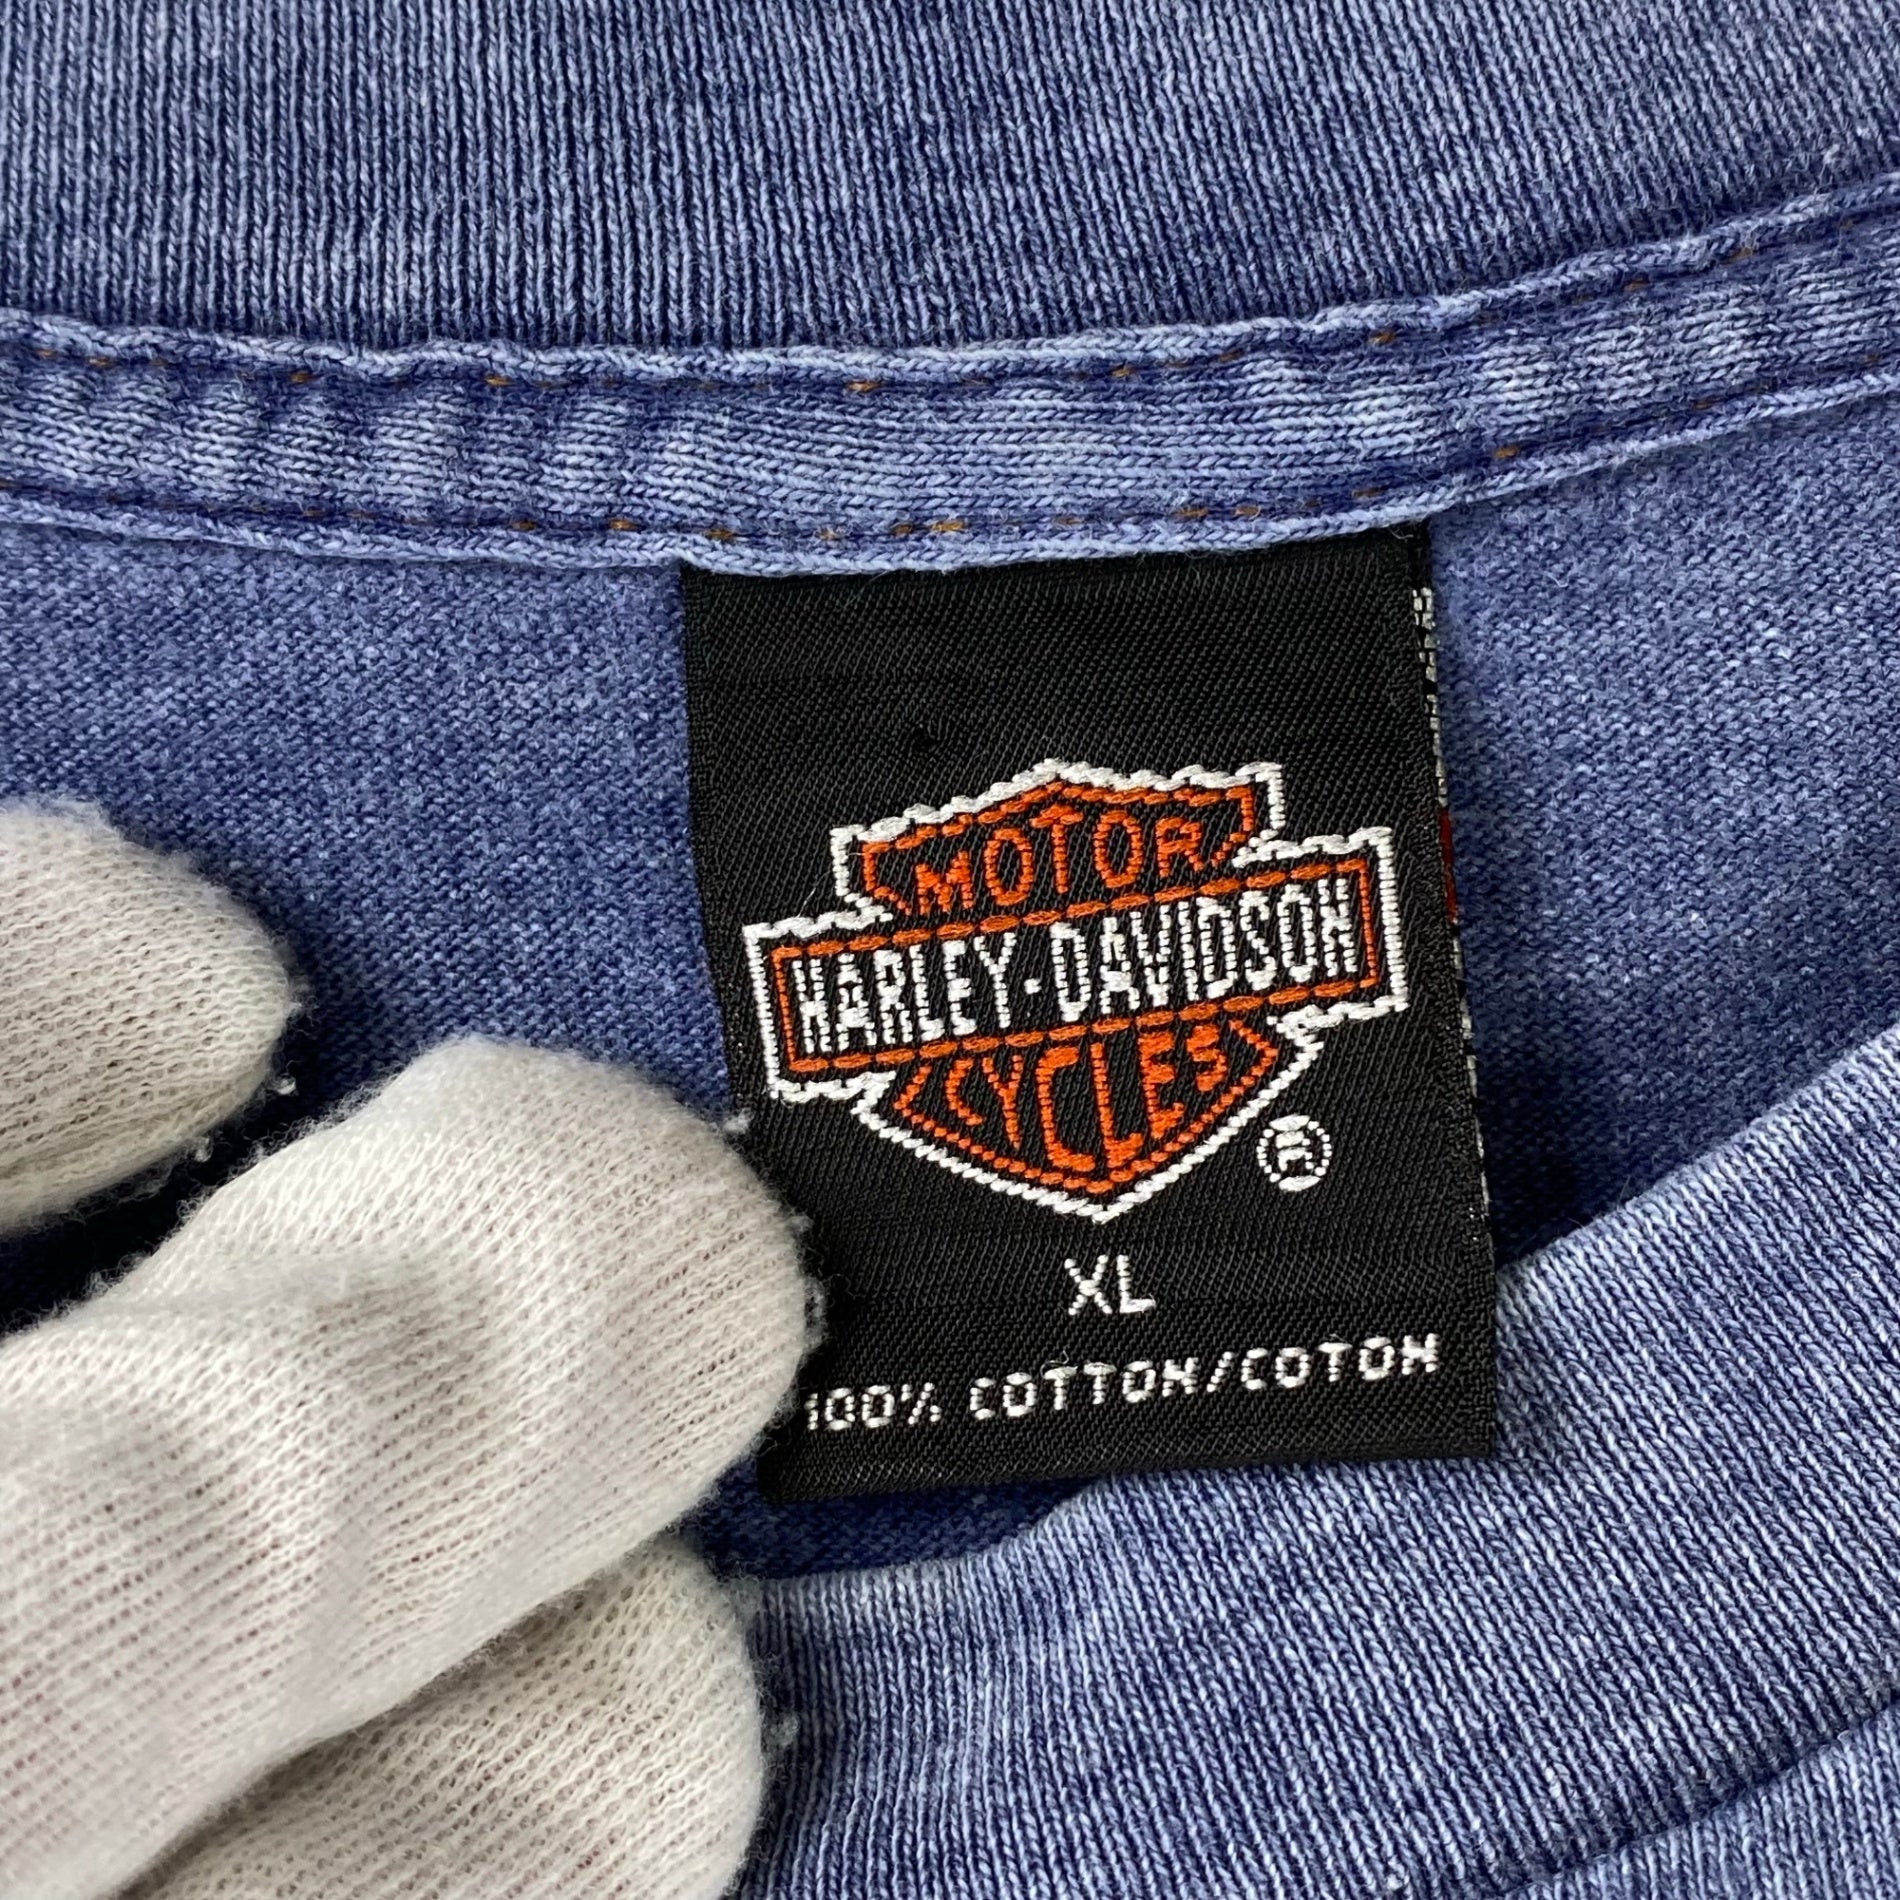 MOTOR
HARLEY-DAVIDSON
CYCLES
®
XL
100% COTTON/COTON